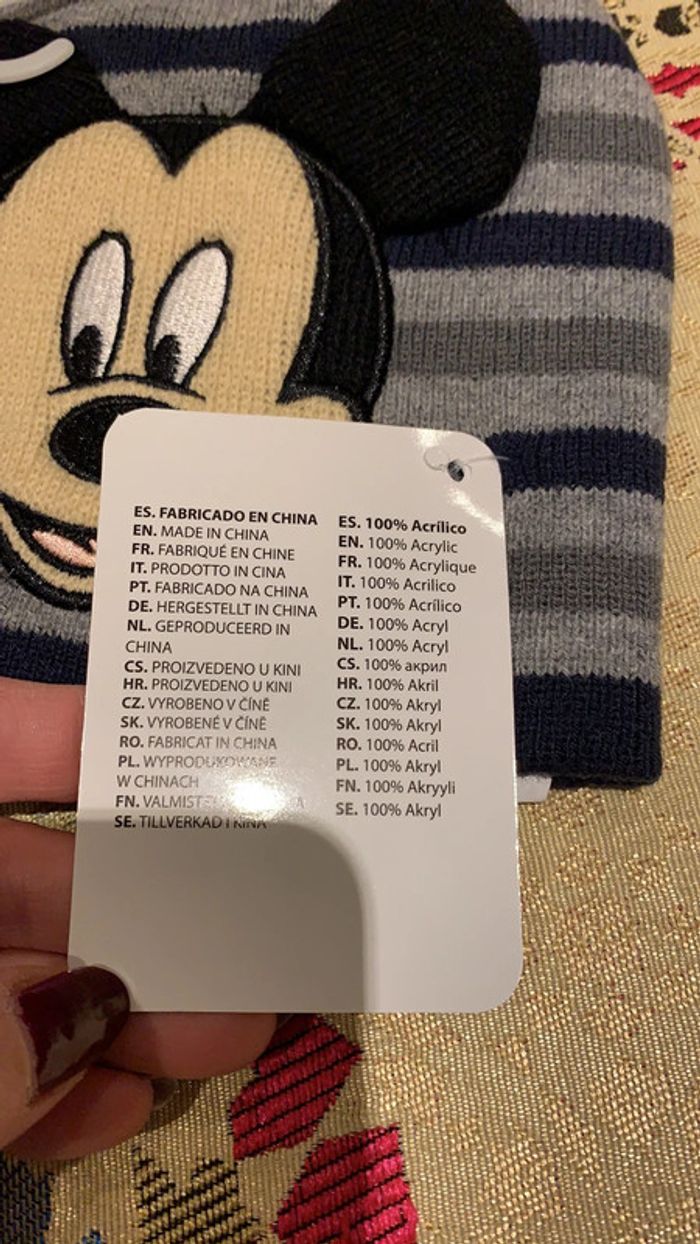 ES. FABRICADO EN CHINA
EN. MADE IN CHINA
FR. FABRIQUÉ EN CHINE
IT. PRODOTTO IN CINA
PT. FABRICADO NA CHINA
DE. HERGESTELLT IN CHINA
NL. GEPRODUCEERD IN
CHINA
CS. PROIZVEDENO U KINI
HR. PROIZVEDENO U KINI
CZ. VYROBENO V ČÍNĚ
SK. VYROBENÉ V ČÍNĚ
RO. FABRICAT IN CHINA
PL. WYPRODUKOWANE
W CHINACH
FN.
SE. TILLVERKAD I KINA
ES. 100% Acrílico
EN. 100% Acrylic
FR. 100% Acrylique
IT. 100% Acrilico
PT. 100% Acrílico
DE. 100% Acryl
NL. 100% Acryl
CS. 100% акрил
HR. 100% Akril
CZ. 100% Akryl
SK. 100% Akryl
RO. 100% Acril
PL. 100% Akryl
FN. 100% Akryyli
SE. 100% Akryl